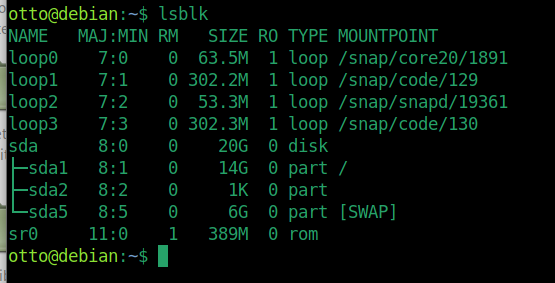 otto@debian:~$ lsblk
NAME   MAJ:MIN RM   SIZE RO TYPE MOUNTPOINT
loop0    7:0    0  63.5M  1 loop /snap/core20/1891
loop1    7:1    0 302.2M  1 loop /snap/code/129
loop2    7:2    0  53.3M  1 loop /snap/snapd/19361
loop3    7:3    0 302.3M  1 loop /snap/code/130
sda      8:0    0    20G  0 disk
├─sda1   8:1    0    14G  0 part /
├─sda2   8:2    0     1K  0 part
└─sda5   8:5    0     6G  0 part [SWAP]
sr0     11:0    1   389M  0 rom
otto@debian:~$